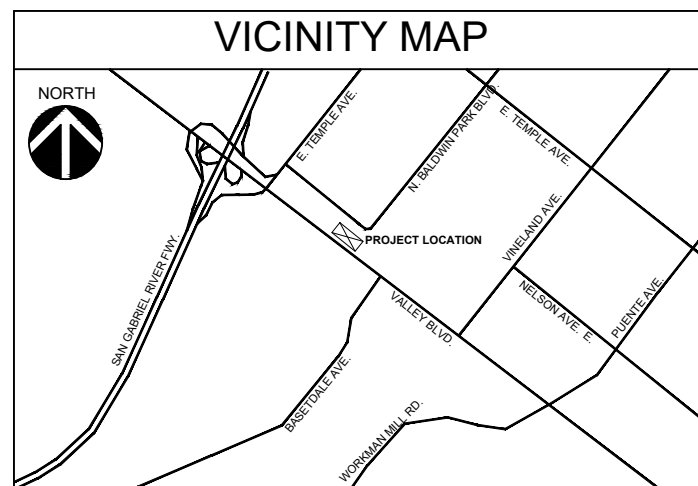 VICINITY MAP
NORTH
E. TEMPLE AVE.
N. BALDWIN PARK BLVD.
E. TEMPLE AVE.
VINELAND AVE.
PROJECT LOCATION
SAN GABRIEL RIVER FWY.
VALLEY BLVD.
NELSON AVE. E.
PUENTE AVE.
BASETDALE AVE.
WORKMAN MILL RD.